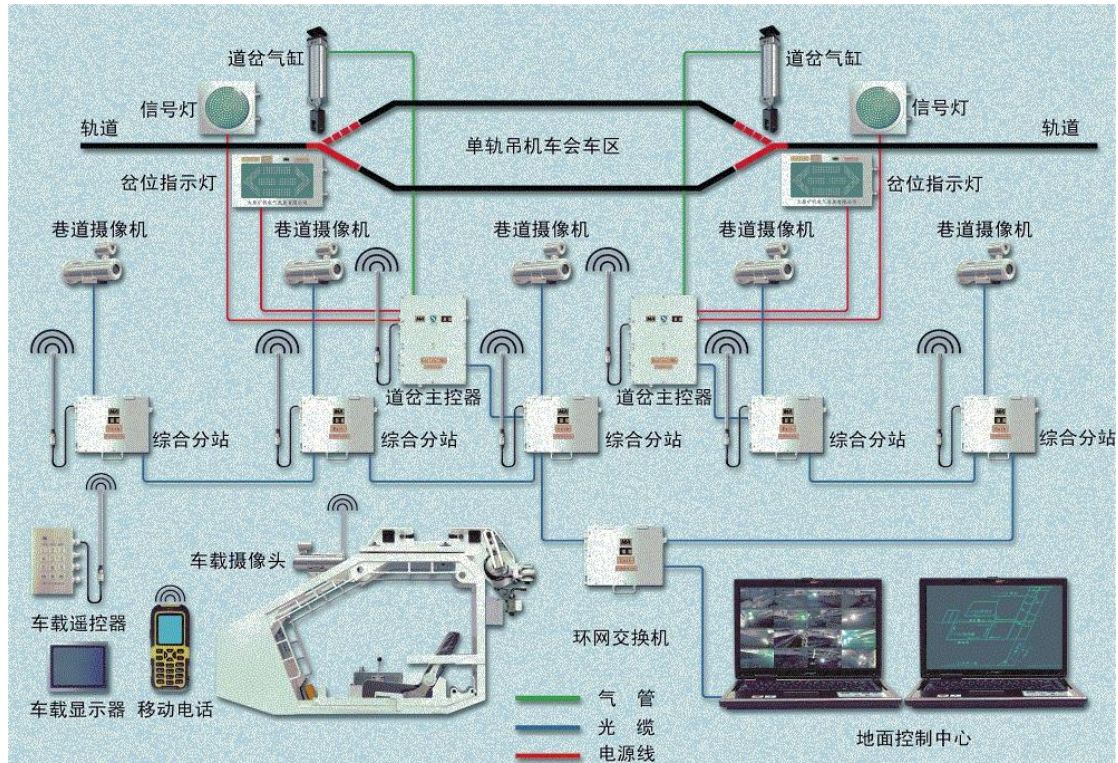 道岔气缸
道岔气缸
信号灯
信号灯
轨道
单轨吊机车会车区
轨道
岔位指示灯
岔位指示灯
巷道摄像机
巷道摄像机
巷道摄像机
巷道摄像机
巷道摄像机
道岔主控器
道岔主控器
综合分站
综合分站
综合分站
综合分站
综合分站
车载摄像头
车载遥控器
环网交换机
车载显示器
移动电话
气 管
光 缆
电源线
地面控制中心